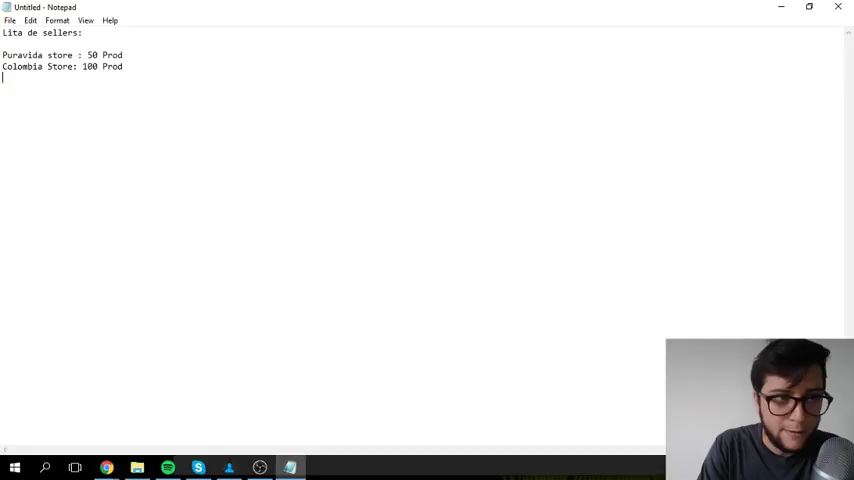 Untitled - Notepad
File Edit Format View Help
Lita de sellers:
Puravida store : 50 Prod
Colombia Store: 100 Prod